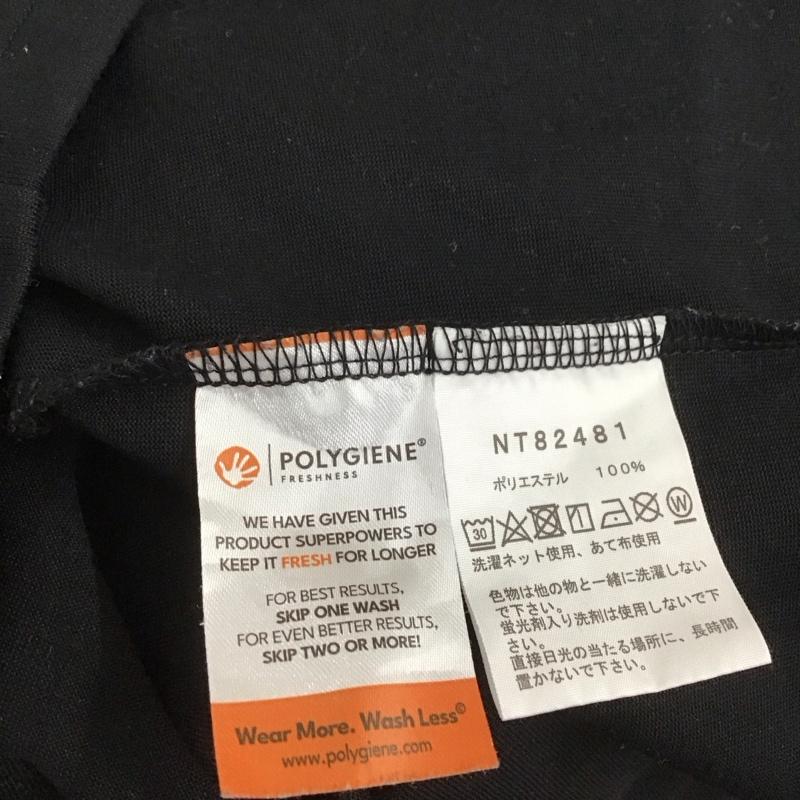 POLYGIENE®
FRESHNESS
WE HAVE GIVEN THIS
PRODUCT SUPERPOWERS TO
KEEP IT FRESH FOR LONGER
FOR BEST RESULTS,
SKIP ONE WASH
FOR EVEN BETTER RESULTS,
SKIP TWO OR MORE!
Wear More. Wash Less©
www.polygiene.com
NT82481
ポリエステル 100%
30 W
洗濯ネット使用、あて布使用
色物は他の物と一緒に洗濯しない
で下さい。
蛍光剤入り洗剤は使用しないで下
さい。
直接日光の当たる場所に、長時間
置かないで下さい。